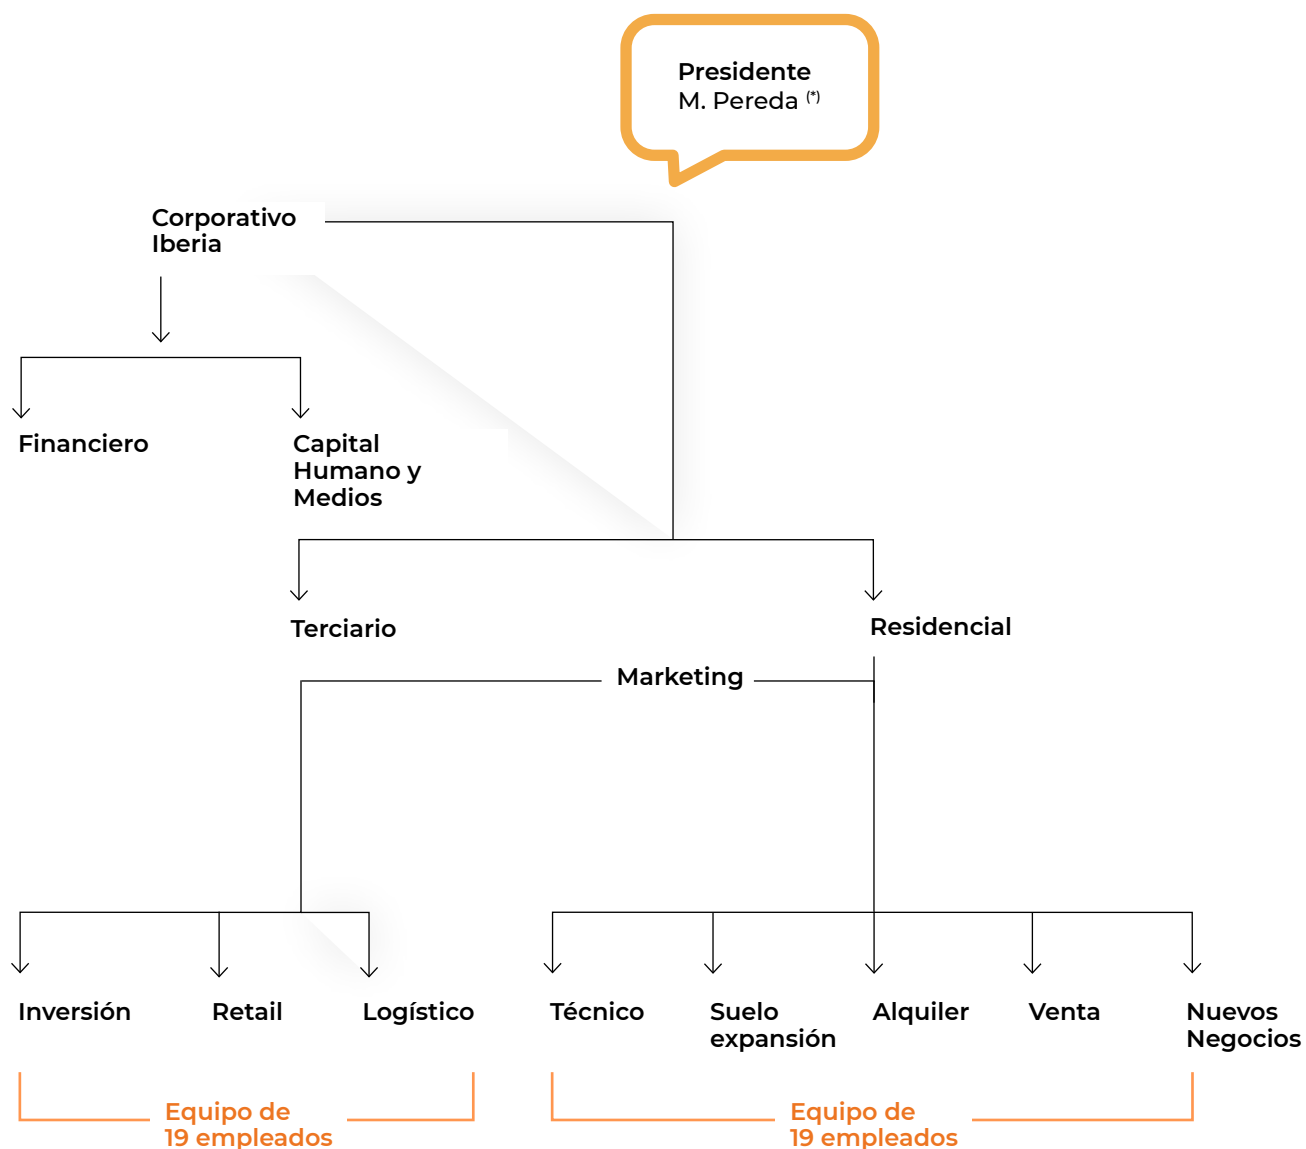 Presidente
M. Pereda (*)
Corporativo
Iberia
Financiero
Capital
Humano y
Medios
Terciario
Residencial
Marketing
Inversión
Retail
Logístico
Técnico
Suelo
expansión
Alquiler
Venta
Nuevos
Negocios
Equipo de
19 empleados
Equipo de
19 empleados